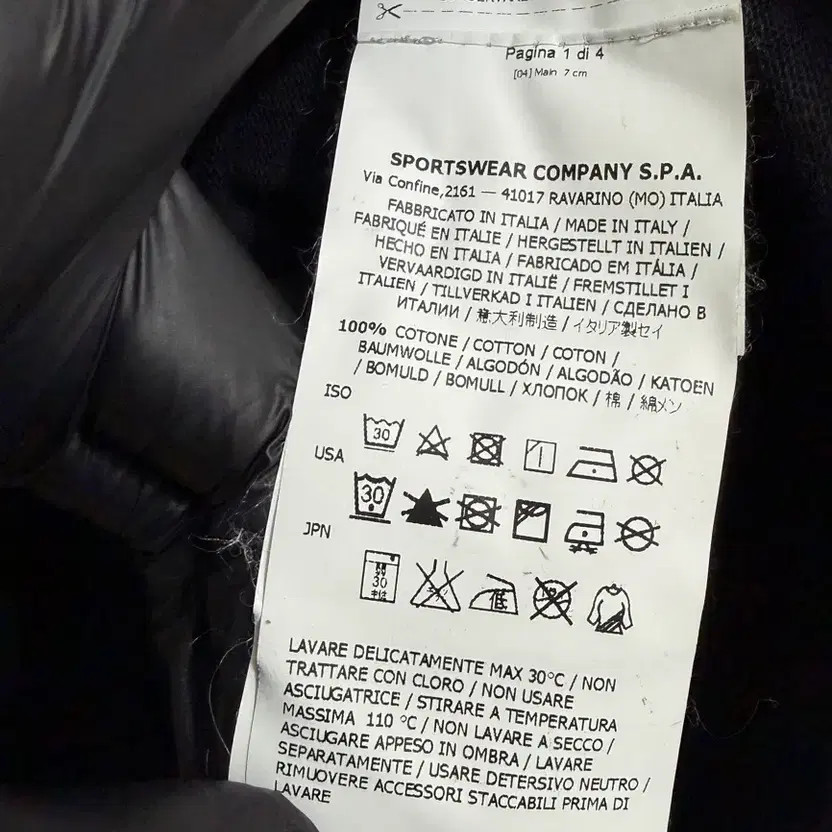 Pagina 1 di 4
[04] Main 7 cm
SPORTSWEAR COMPANY S.P.A.
Via Confine,2161 — 41017 RAVARINO (MO) ITALIA
FABBRICATO IN ITALIA / MADE IN ITALY /
FABRIQUÉ EN ITALIE / HERGESTELLT IN ITALIEN /
HECHO EN ITALIA / FABRICADO EM ITÁLIA /
VERVAARDIGD IN ITALIË / FREMSTILLET I
ITALIEN / TILLVERKAD I ITALIEN / СДЕЛАНО В
ИТАЛИИ / 意大利制造 / イタリア製セイ
100% COTONE / COTTON / COTON /
BAUMWOLLE / ALGODÓN / ALGODÃO / KATOEN
/ BOMULD / BOMULL / ХЛОПОК / 棉 / 綿メン
ISO
30
USA
30
JPN
30
低
LAVARE DELICATAMENTE MAX 30°C / NON
TRATTARE CON CLORO / NON USARE
ASCIUGATRICE / STIRARE A TEMPERATURA
MASSIMA 110 °C / NON LAVARE A SECCO /
ASCIUGARE APPESO IN OMBRA / LAVARE
SEPARATAMENTE / USARE DETERSIVO NEUTRO /
RIMUOVERE ACCESSORI STACCABILI PRIMA DI
LAVARE